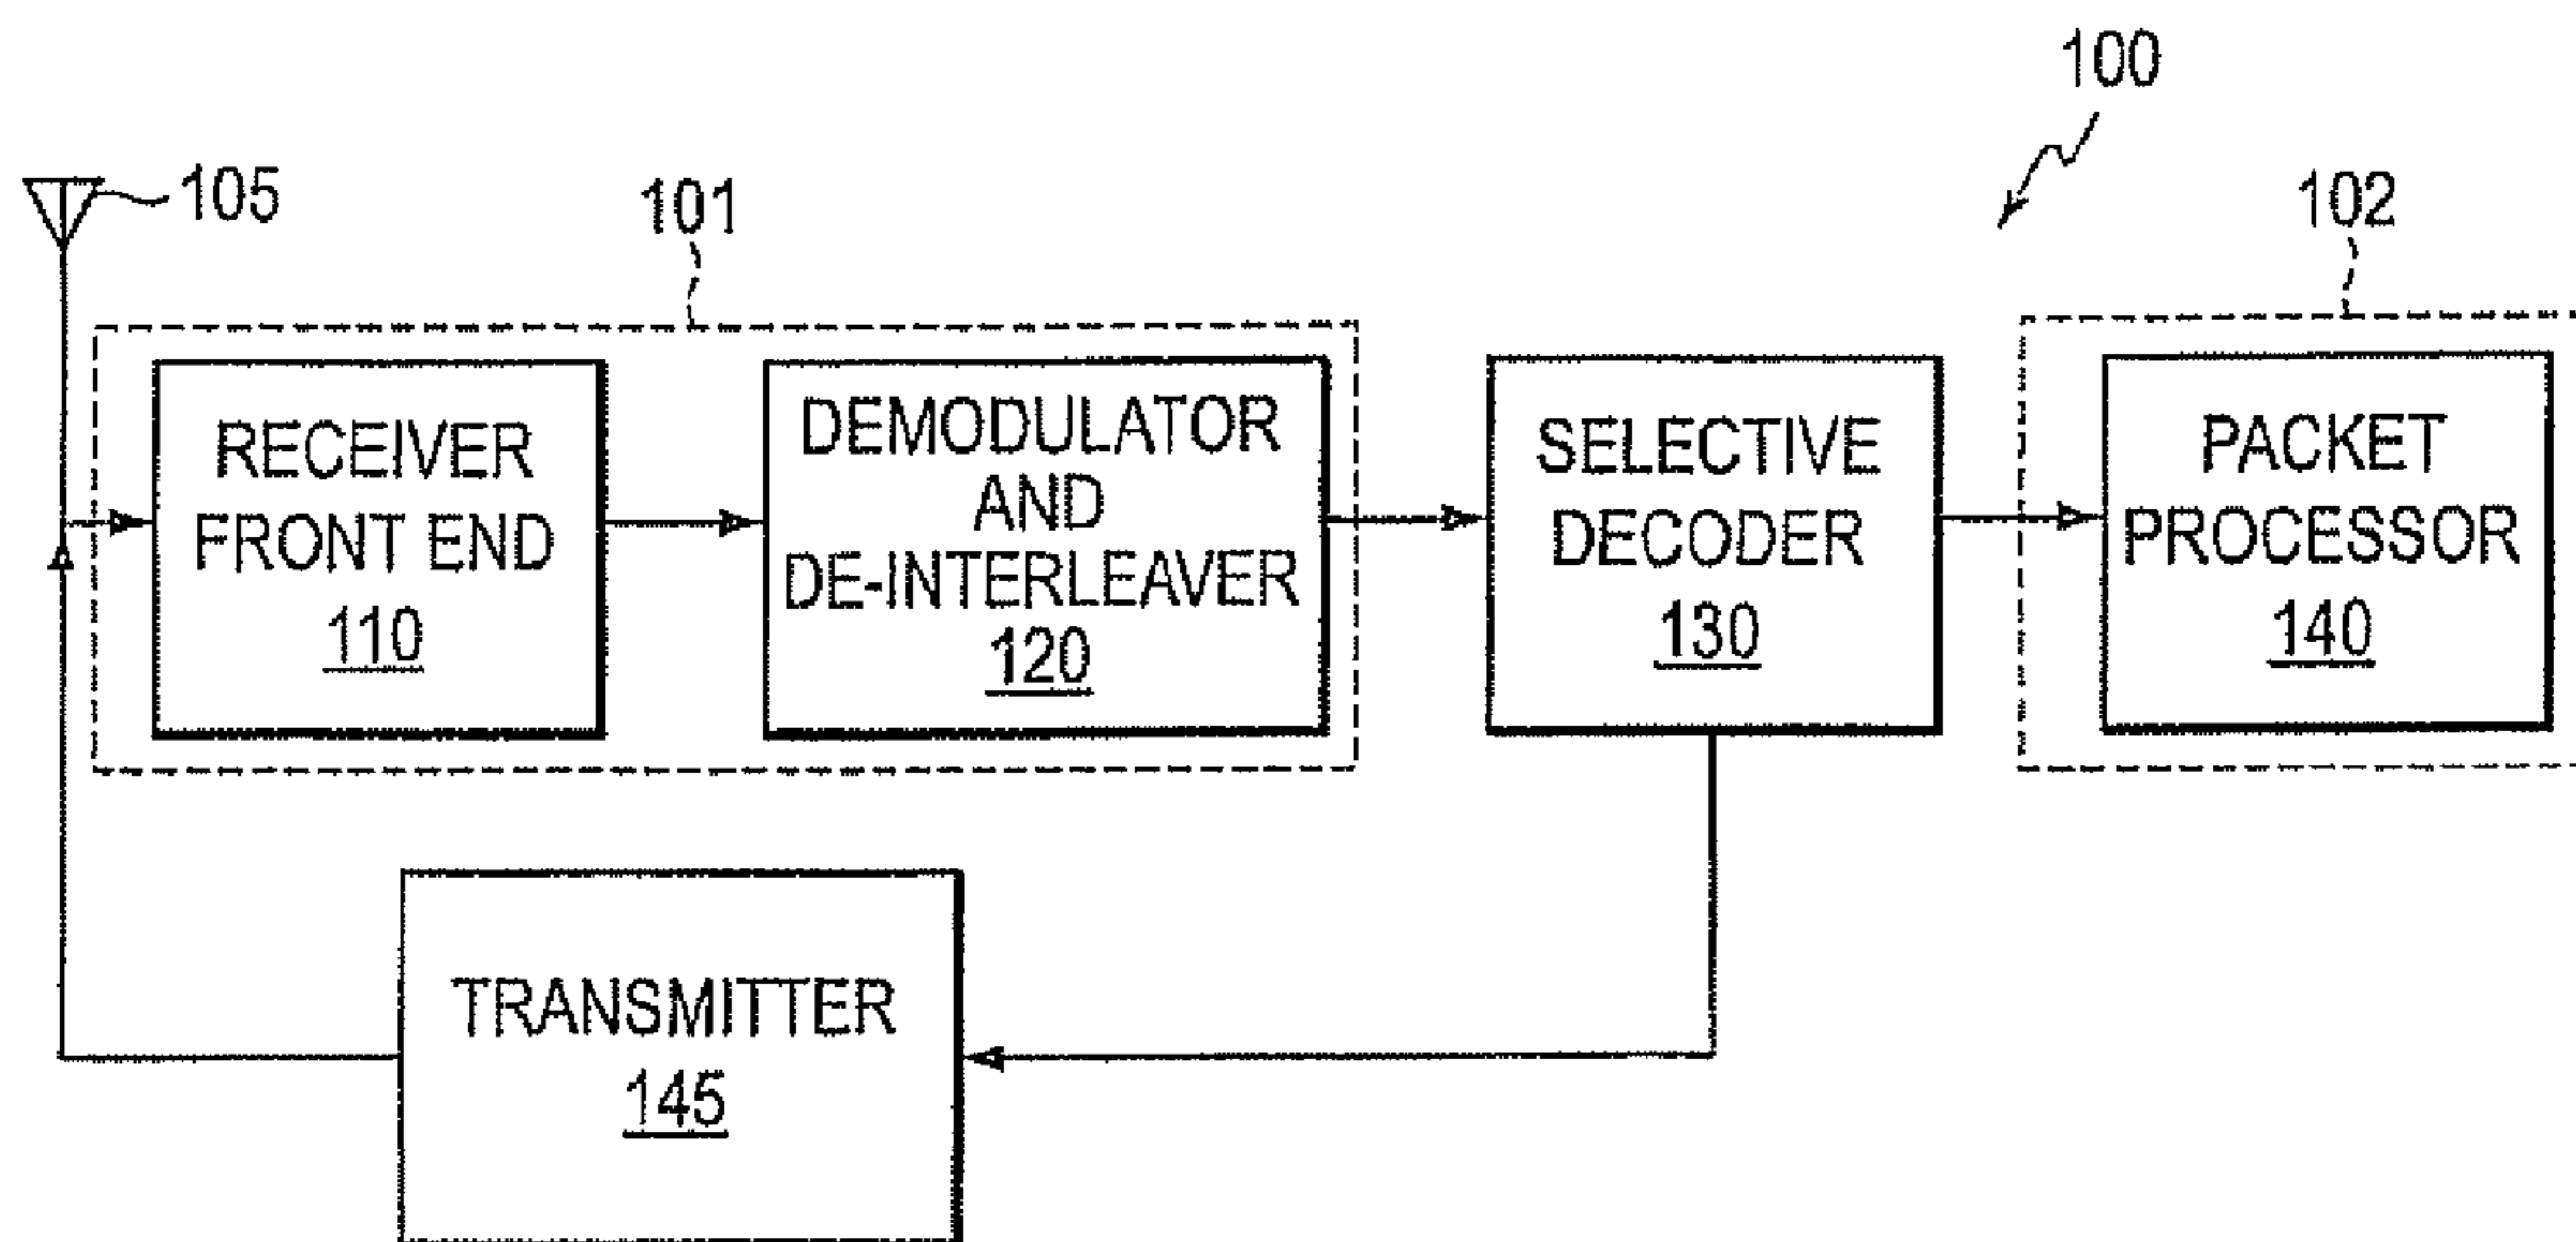 100
105
101
102
RECEIVER
FRONT END
110
DEMODULATOR
AND
DE-INTERLEAVER
120
SELECTIVE
DECODER
130
PACKET
PROCESSOR
140
TRANSMITTER
145